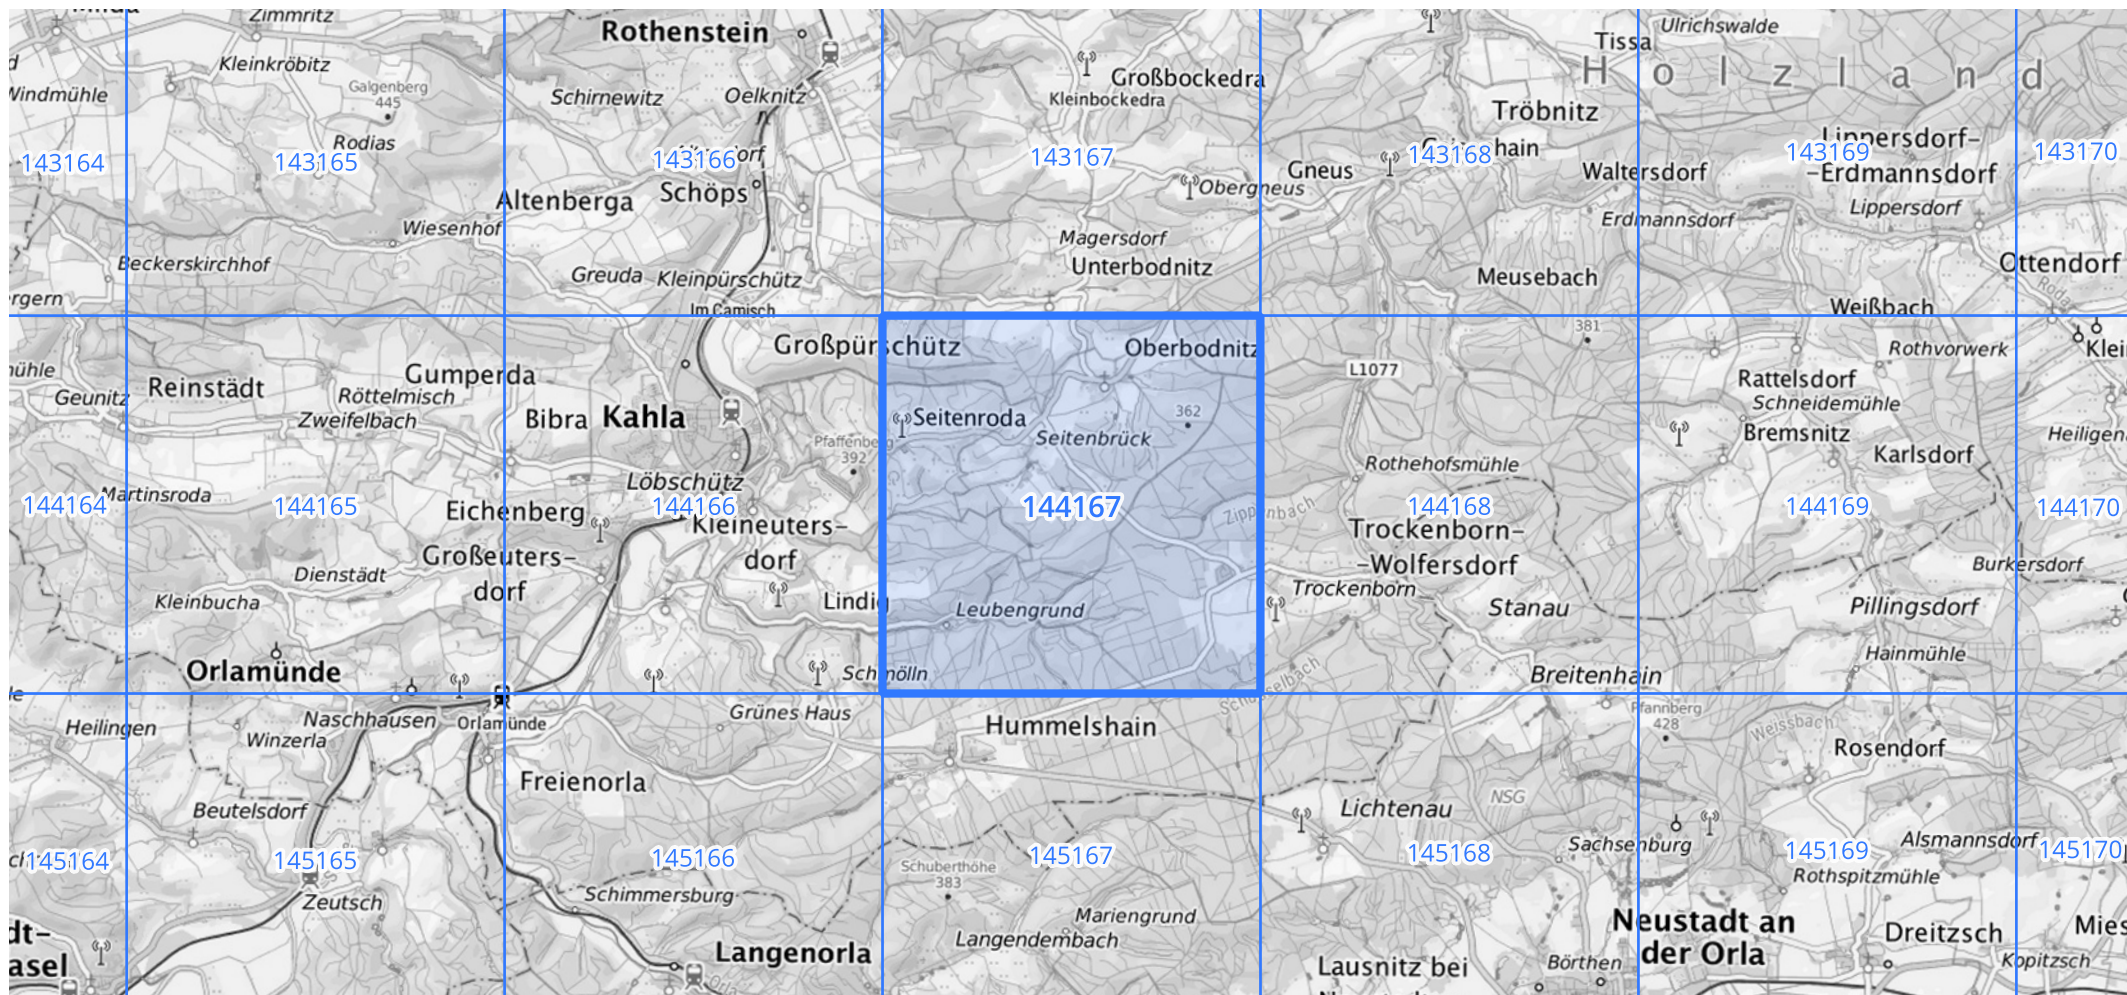 Zimmritz
Rothenstein
Ulrichswalde
Tissa
Kleinkröbitz
Großbockedra
Holzland
Windmühle
Galgenberg
445
Schirnewitz
Oelknitz
Kleinbockedra
Tröbnitz
Rodias
Lippersdorf-
-Erdmannsdorf
143164
143165
143166
143167
143168
143169
143170
Gneus
Waltersdorf
Obergneus
Altenberga
Schöps
Lippersdorf
Erdmannsdorf
Wiesenhof
Magersdorf
Unterbodnitz
Beckerskirchhof
Greuda
Kleinpürschütz
Meusebach
Ottendorf
Roda
Im Camisch
Weißbach
Großpürschütz
Oberbodnitz
381
Rothvorwerk
L1077
Reinstädt
Gumperda
Röttelmisch
Geunitz
Zweifelbach
Bibra
Kahla
Seitenroda
362
Seitenbrück
Rattelsdorf
Schneidemühle
Bremsnitz
Pfaffenberg
392
Karlsdorf
Rothehofsmühle
Löbschütz
Martinsroda
144164
144165
144166
144167
144168
144169
144170
Eichenberg
Kleineuters-
dorf
Zippenbach
Trockenborn-
-Wolfersdorf
Großeuters-
dorf
Dienstädt
Burkersdorf
Kleinbucha
Lindig
Leubengrund
Trockenborn
Stanau
Pillingsdorf
Orlamünde
Schmölln
Hainmühle
Breitenhain
Heilingen
Naschhausen
Orlamünde
Winzerla
Grünes Haus
Hummelshain
Pfannberg
428
Weissbach
Rosendorf
Freienorla
Beutelsdorf
Lichtenau
NSG
Sachsenburg
Alsmannsdorf
145164
145165
145166
145167
145168
145169
145170
Schuberthöhe
383
Rothspitzmühle
Zeutsch
Schimmersburg
Mariengrund
Langendembach
Neustadt an
der Orla
Dreitzsch
Langenorla
Lausnitz bei
Börthen
Kopitzsch